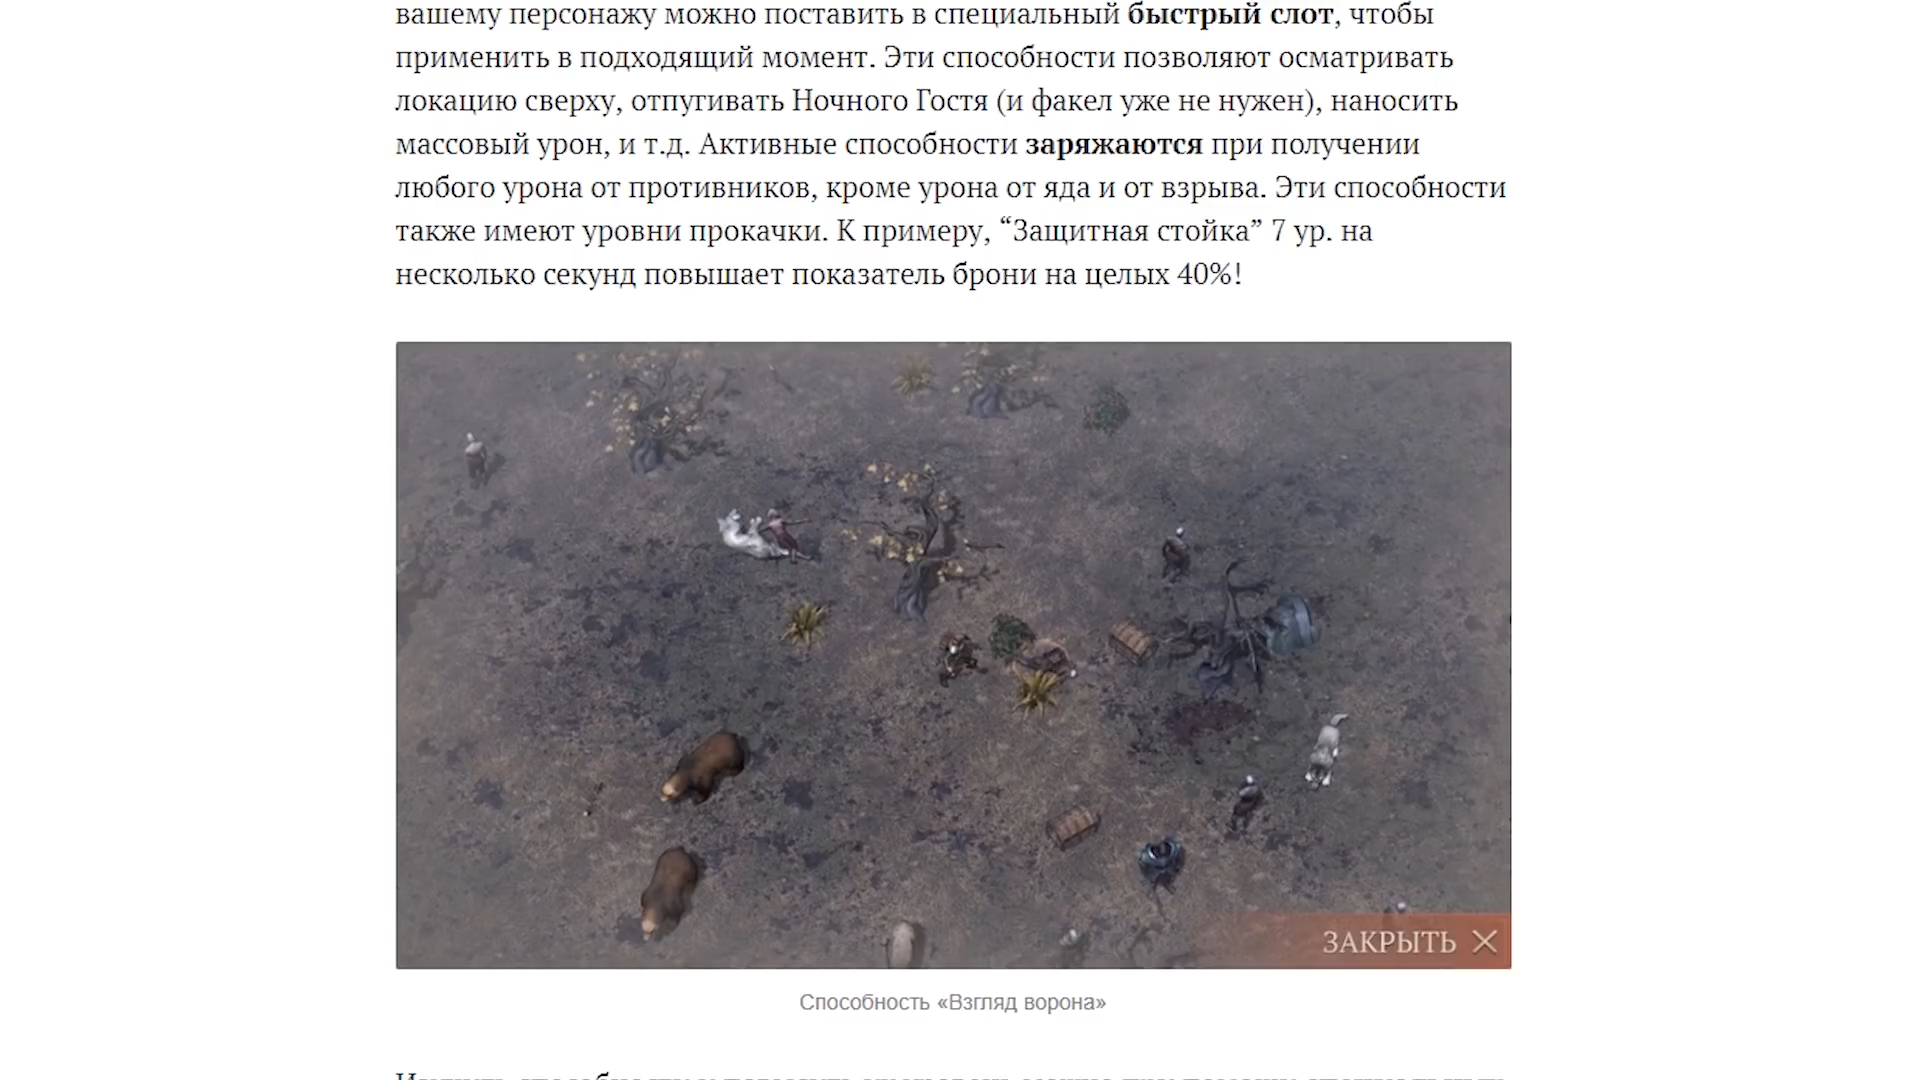 вашему персонажу можно поставить в специальный быстрый слот, чтобы
применить в подходящий момент. Эти способности позволяют осматривать
локацию сверху, отпугивать Ночного Гостя (и факел уже не нужен), наносить
массовый урон, и т.д. Активные способности заряжаются при получении
любого урона от противников, кроме урона от яда и от взрыва. Эти способности
также имеют уровни прокачки. К примеру, “Защитная стойка” 7 ур. на
несколько секунд повышает показатель брони на целых 40%!
ЗАКРЫТЬ
Способность «Взгляд ворона»